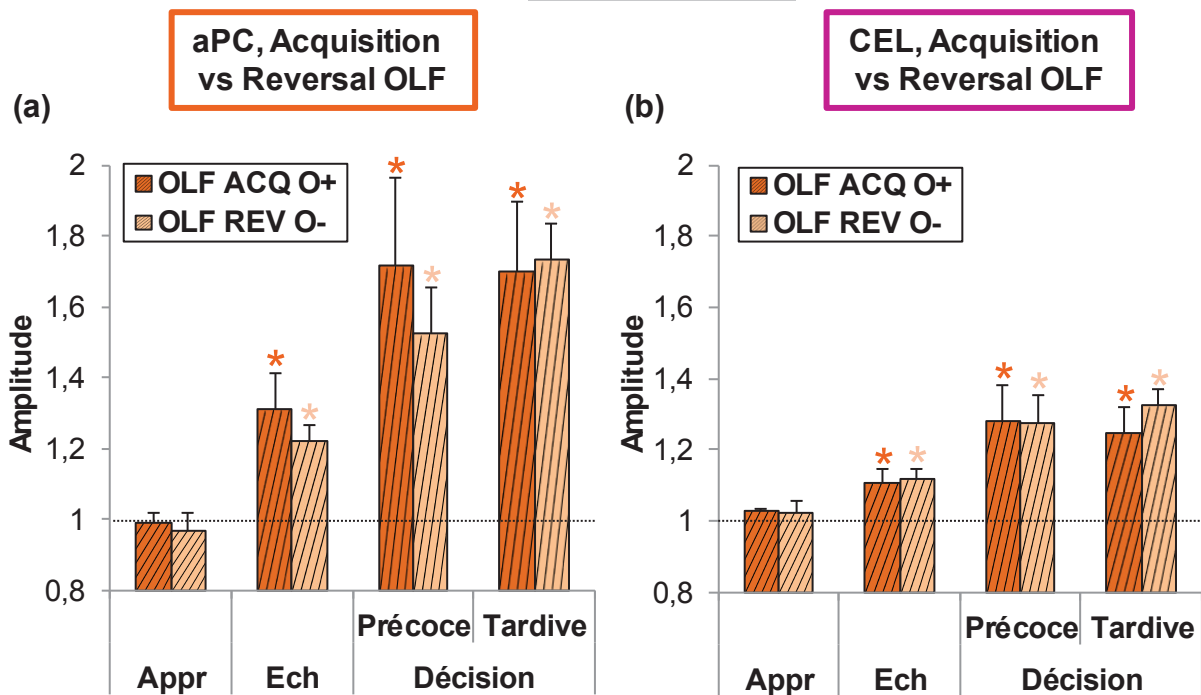 aPC, Acquisition
vs Reversal OLF
CEL, Acquisition
vs Reversal OLF
(a)
Amplitude
2
1,8
1,6
1,4
1,2
1
0,8
OLF ACQ O+
OLF REV O-
*
*
*
*
*
*
Précoce
Tardive
Appr
Ech
Décision
(b)
Amplitude
2
1,8
1,6
1,4
1,2
1
0,8
OLF ACQ O+
OLF REV O-
*
*
*
*
*
*
Précoce
Tardive
Appr
Ech
Décision